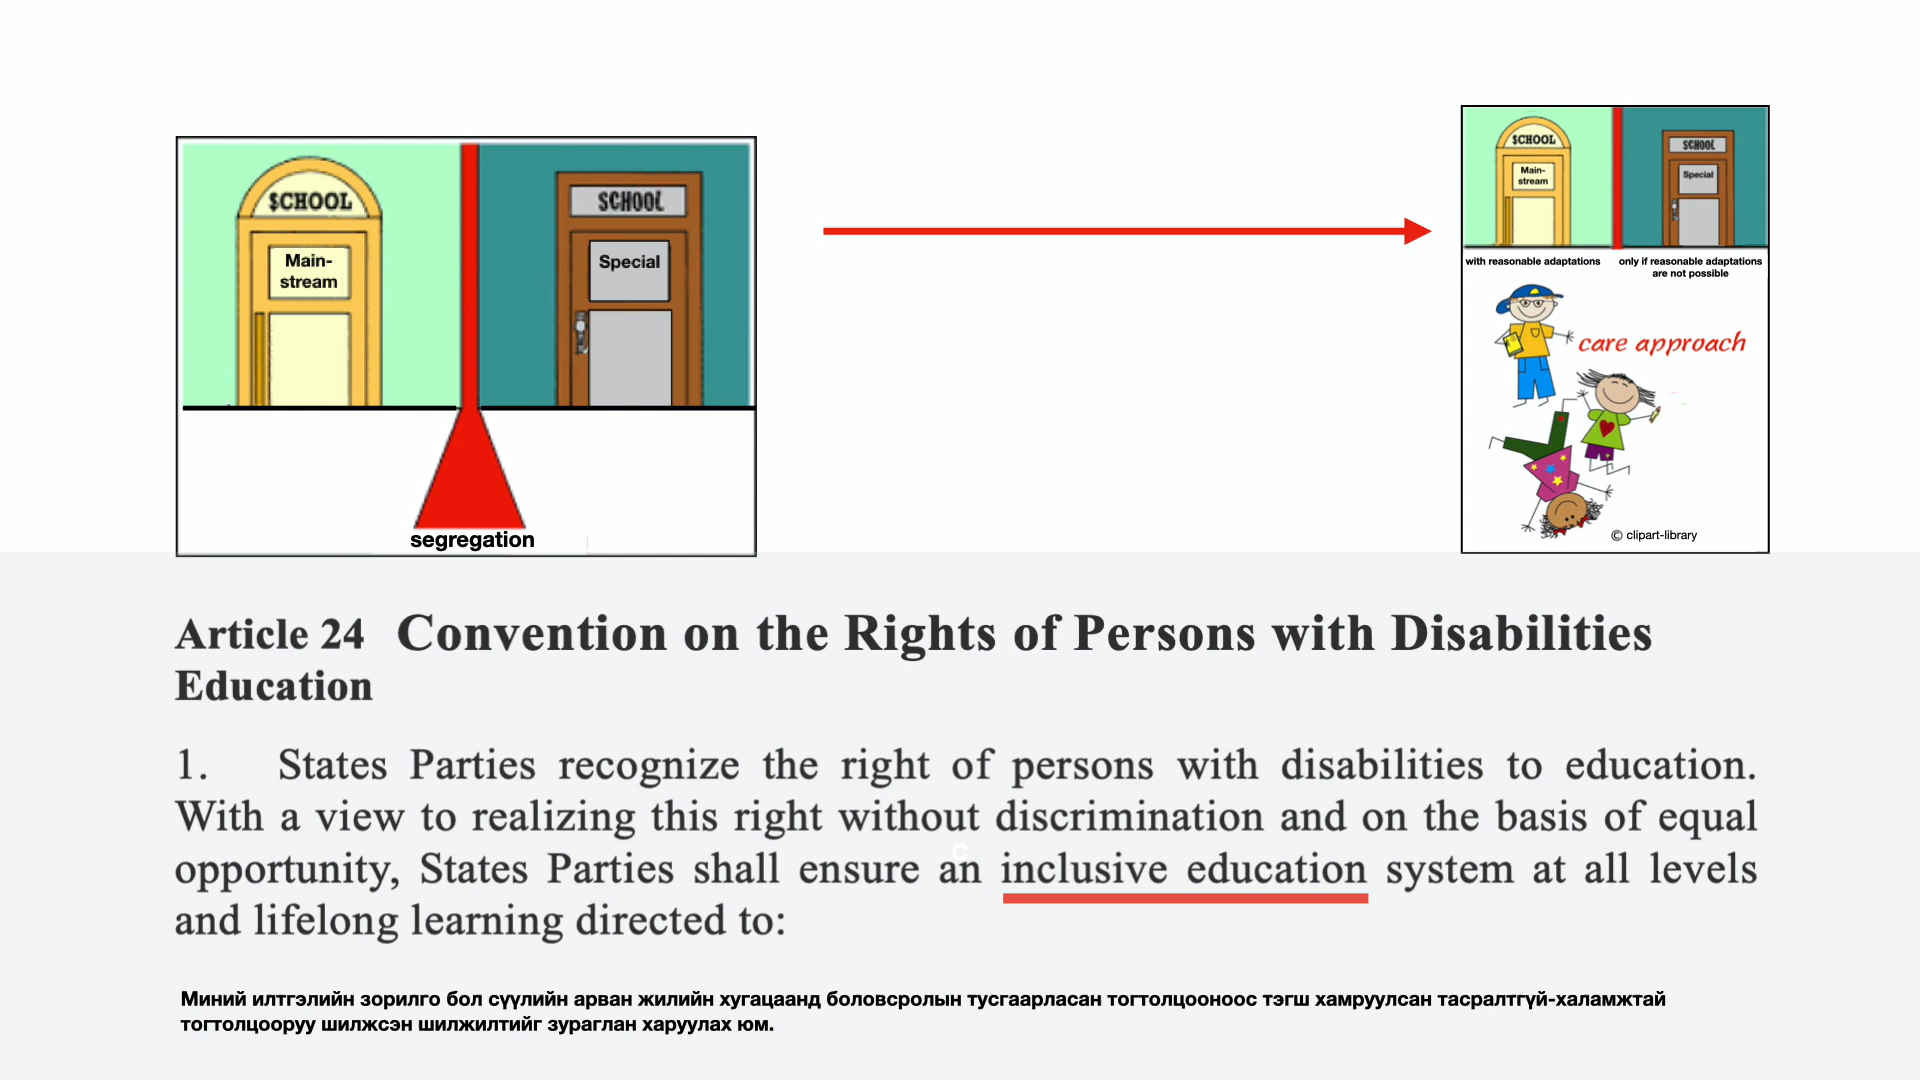 $CHOOL
Main-
stream
SCHOOL
Special
segregation
$CHOOL
Main-
stream
SCHOOL
Special
with reasonable adaptations
only if reasonable adaptations
are not possible
care approach
© clipart-library
Article 24 Convention on the Rights of Persons with Disabilities
Education
1. States Parties recognize the right of persons with disabilities to education.
With a view to realizing this right without discrimination and on the basis of equal
opportunity, States Parties shall ensure an inclusive education system at all levels
and lifelong learning directed to:
c
Миний илтгэлийн зорилго бол сүүлийн арван жилийн хугацаанд боловсролын тусгаарласан тогтолцооноос тэгш хамруулсан тасралтгүй-халамжтай
тогтолцооруу шилжсэн шилжилтийг зураглан харуулах юм.